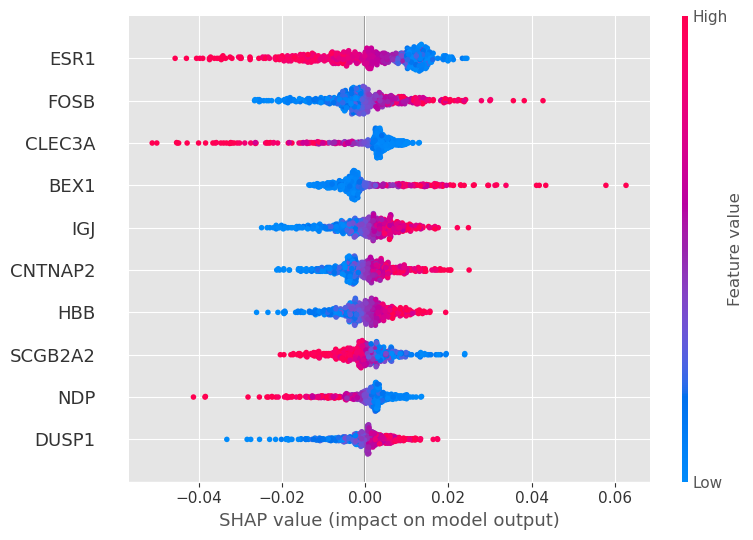 High
ESR1
FOSB
CLEC3A
BEX1
IGJ
CNTNAP2
HBB
SCGB2A2
NDP
DUSP1
Feature value
Low
−0.04 −0.02 0.00 0.02 0.04 0.06
SHAP value (impact on model output)